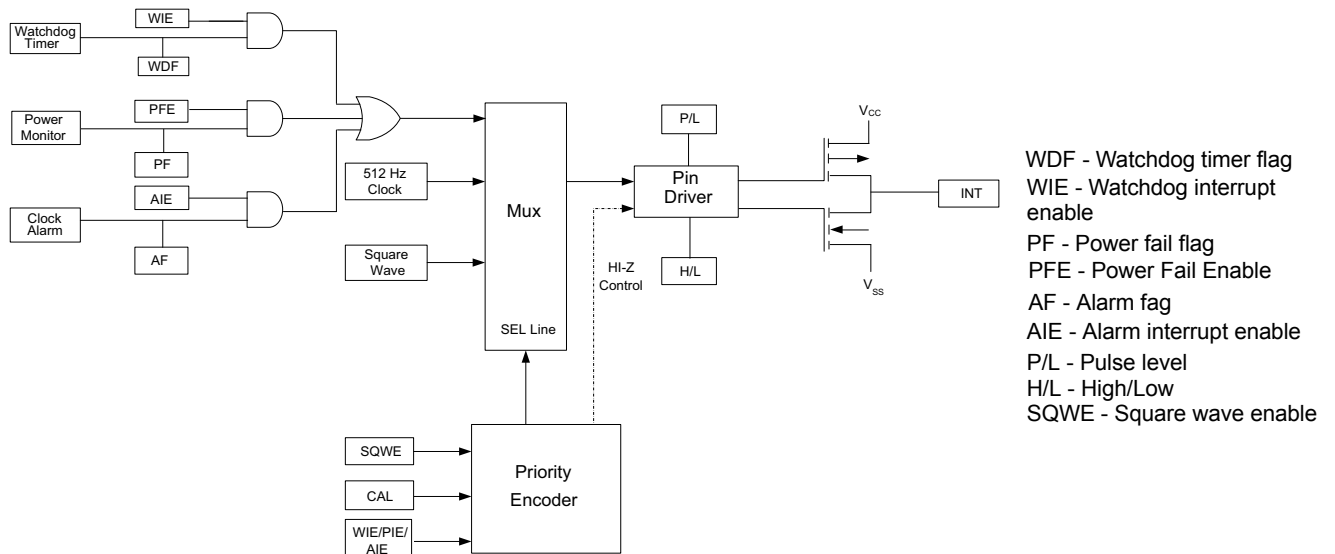 WIE
Watchdog
Timer
WDF
PFE
Power
Monitor
PF
AIE
Clock
Alarm
AF
512 Hz
Clock
Square
Wave
Mux
SEL Line
P/L
Pin
Driver
H/L
HI-Z
Control
VCC
INT
VSS
SQWE
CAL
WIE/PIE/
AIE
Priority
Encoder
WDF - Watchdog timer flag
WIE - Watchdog interrupt
enable
PF - Power fail flag
PFE - Power Fail Enable
AF - Alarm fag
AIE - Alarm interrupt enable
P/L - Pulse level
H/L - High/Low
SQWE - Square wave enable